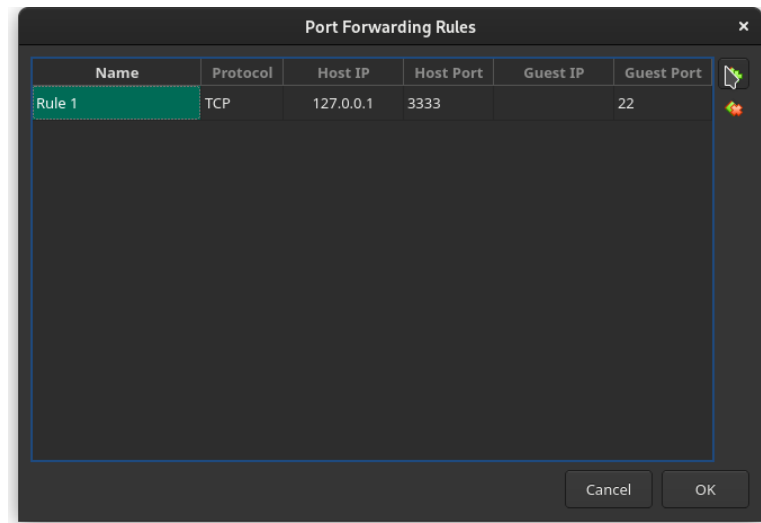 Port Forwarding Rules
Name Protocol Host IP Host Port Guest IP Guest Port
Rule 1 TCP 127.0.0.1 3333 22
Cancel OK